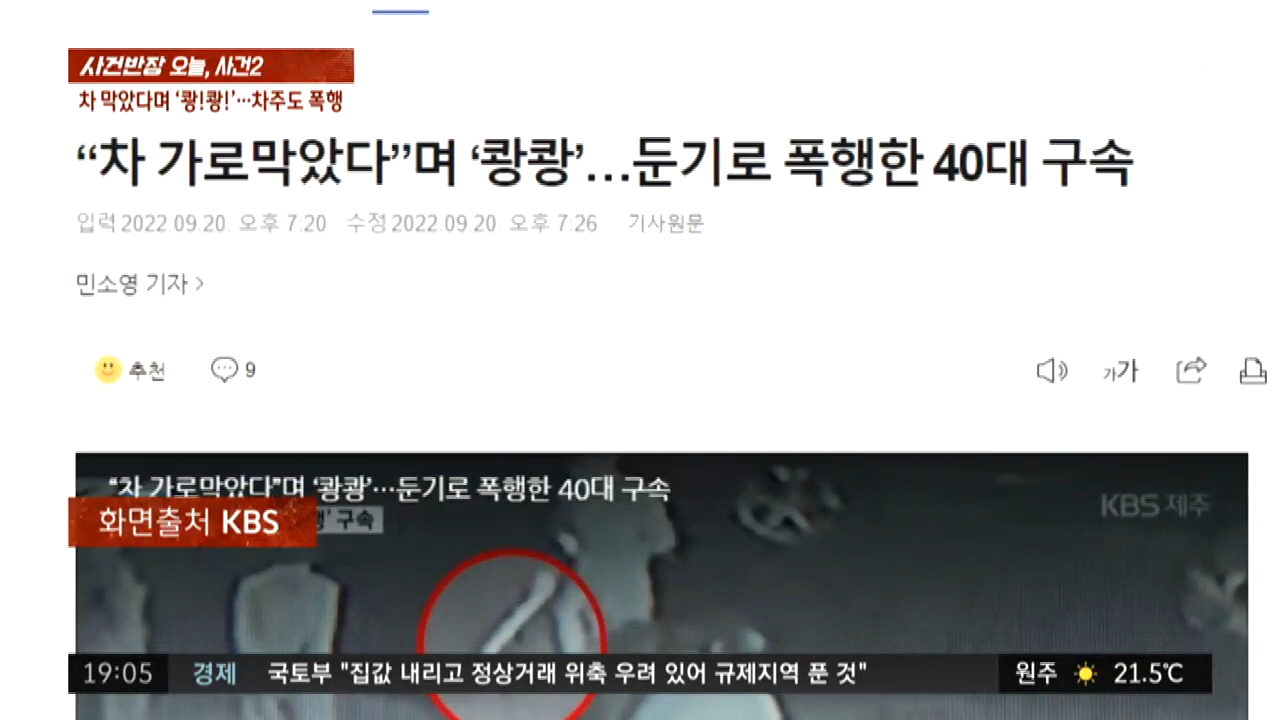 사건반장 오늘, 사건2
차 막았다며 ‘쾅!쾅!’…차주도 폭행
“차 가로막았다”며 ‘쾅쾅’…둔기로 폭행한 40대 구속
입력 2022.09.20. 오후 7:20 수정 2022.09.20 오후 7:26 기사원문
민소영 기자 >
추천 9 가가
“차 가로막았다”며 ‘쾅쾅’…둔기로 폭행한 40대 구속
KBS 제주
화면출처 KBS
' 구속
19:05 경제 국토부 "집값 내리고 정상거래 위축 우려 있어 규제지역 푼 것" 원주 21.5℃